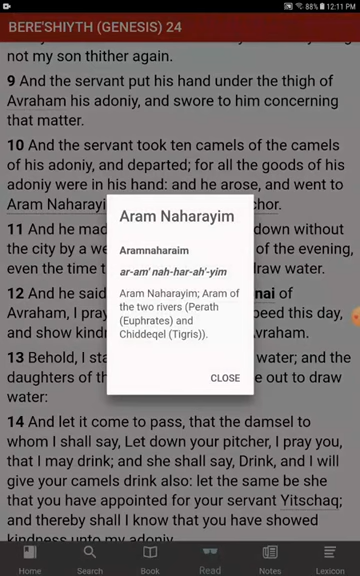 88% 12:11 PM
BERE'SHIYTH (GENESIS) 24
not my son thither again.
9 And the servant put his hand under the thigh of
Avraham his adoniy, and swore to him concerning
that matter.
10 And the servant took ten camels of the camels
of his adoniy, and departed; for all the goods of his
adoniy were in his hand: and he arose, and went to
Aram Naharayi chor.
11 And he mad down without
the city by a we of the evening,
even the time t draw water.
12 And he said nai of
Avraham, I pray peed this day,
and show kind vraham.
13 Behold, I sta water; and the
daughters of th e out to draw
water:
14 And let it come to pass, that the damsel to
whom I shall say, Let down your pitcher, I pray you,
that I may drink; and she shall say, Drink, and I will
give your camels drink also: let the same be she
that you have appointed for your servant Yitschaq;
and thereby shall I know that you have showed
kindness unto my adoniy.
Aram Naharayim
Aramnaharaim
ar-am' nah-har-ah'-yim
Aram Naharayim; Aram of
the two rivers (Perath
(Euphrates) and
Chiddeqel (Tigris)).
CLOSE
Home Search Book Read Notes Lexicon